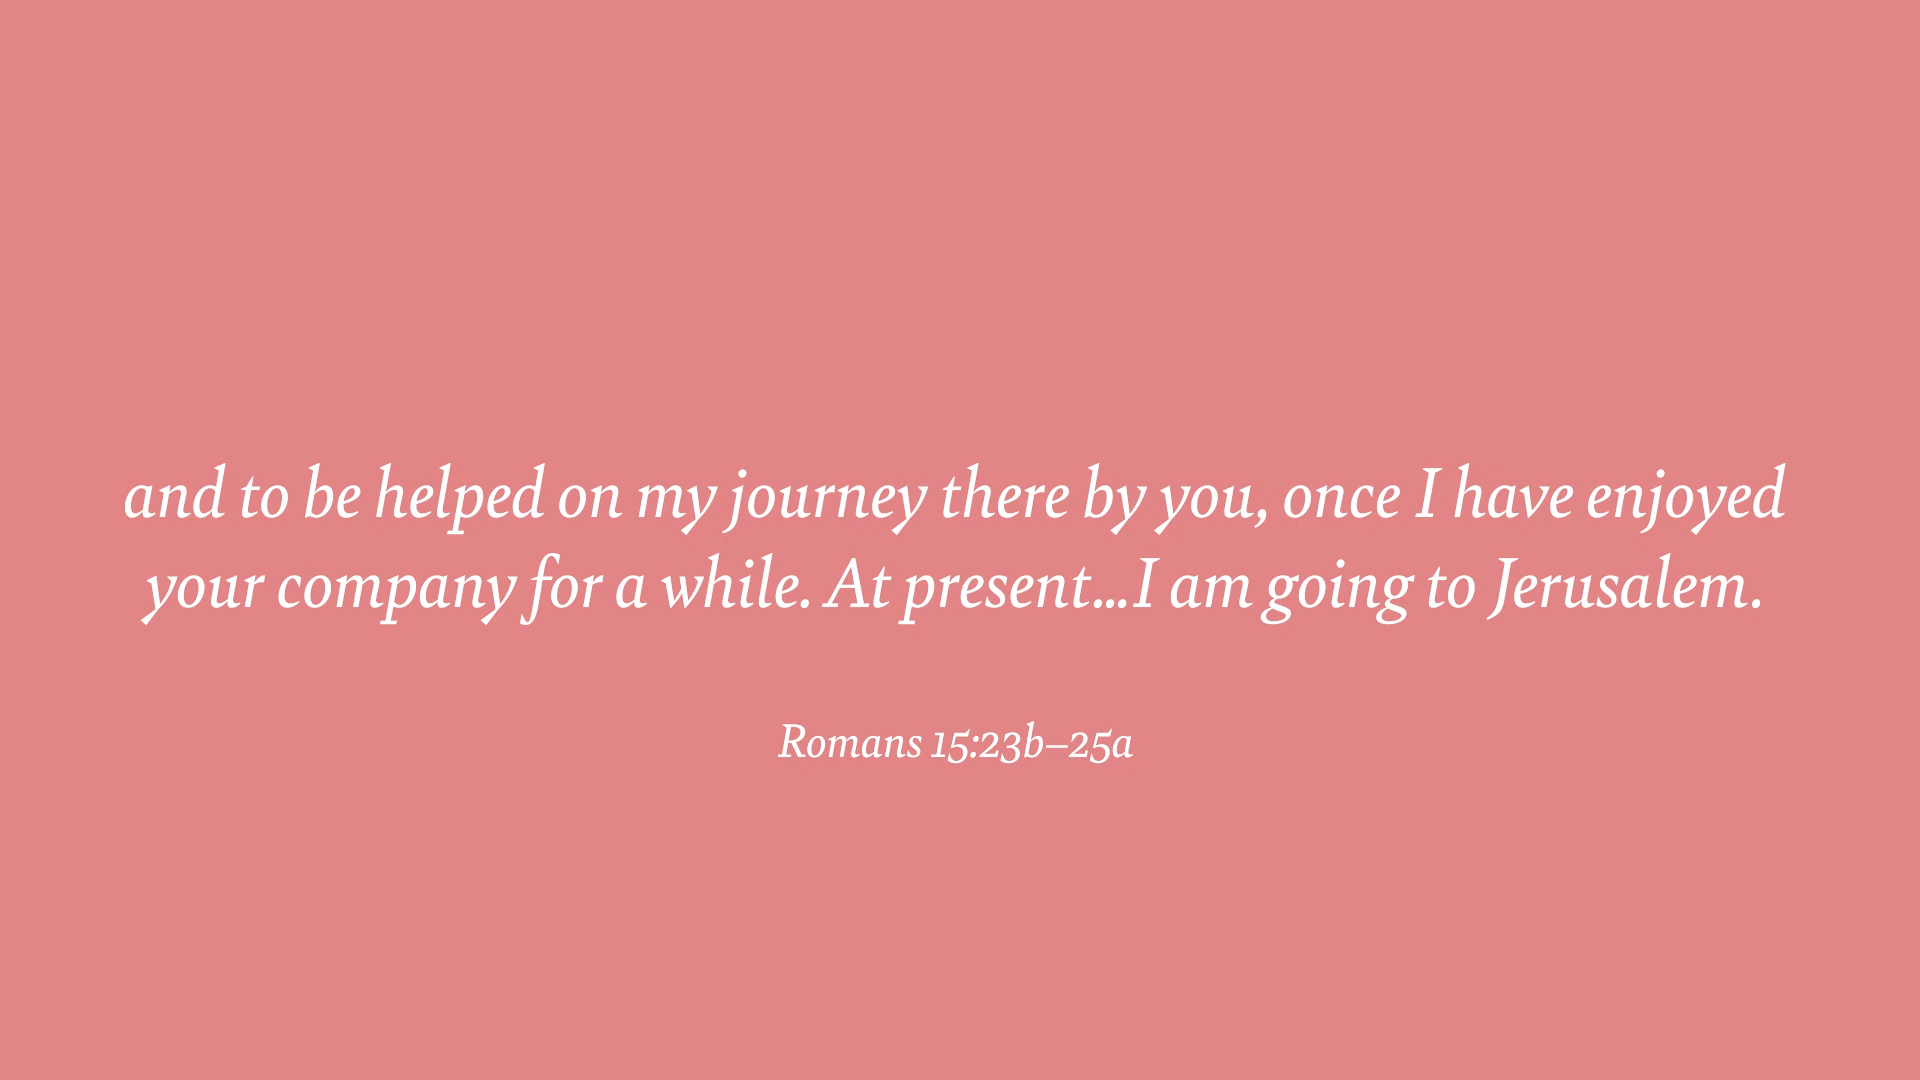 and to be helped on my journey there by you, once I have enjoyed
your company for a while. At present…I am going to Jerusalem.
Romans 15:23b–25a